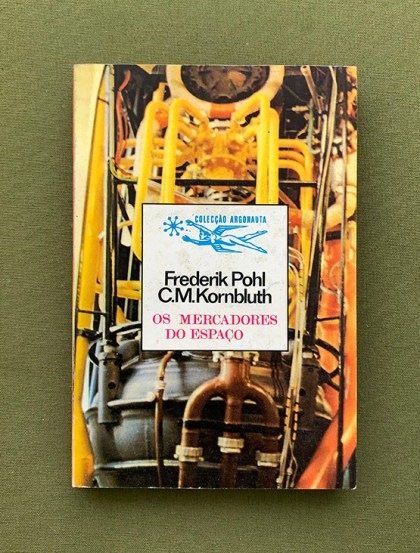 COLECÇÃO ARGONAUTA
Frederik Pohl
C.M.Kornbluth
OS MERCADORES
DO ESPAÇO